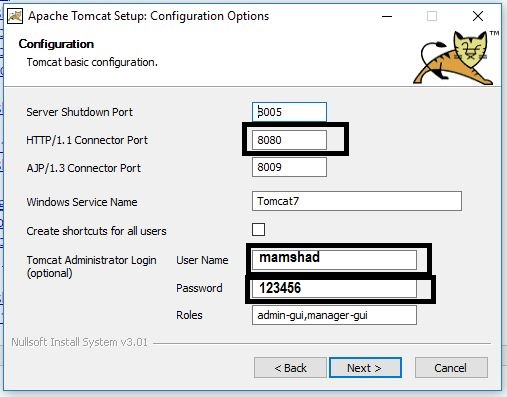 Apache Tomcat Setup: Configuration Options
Configuration
Tomcat basic configuration.
TM
Server Shutdown Port 8005
HTTP/1.1 Connector Port 8080
AJP/1.3 Connector Port 8009
Windows Service Name Tomcat7
Create shortcuts for all users
Tomcat Administrator Login User Name mamshad
(optional)
Password 123456
Roles admin-gui,manager-gui
Nullsoft Install System v3.01
< Back Next > Cancel